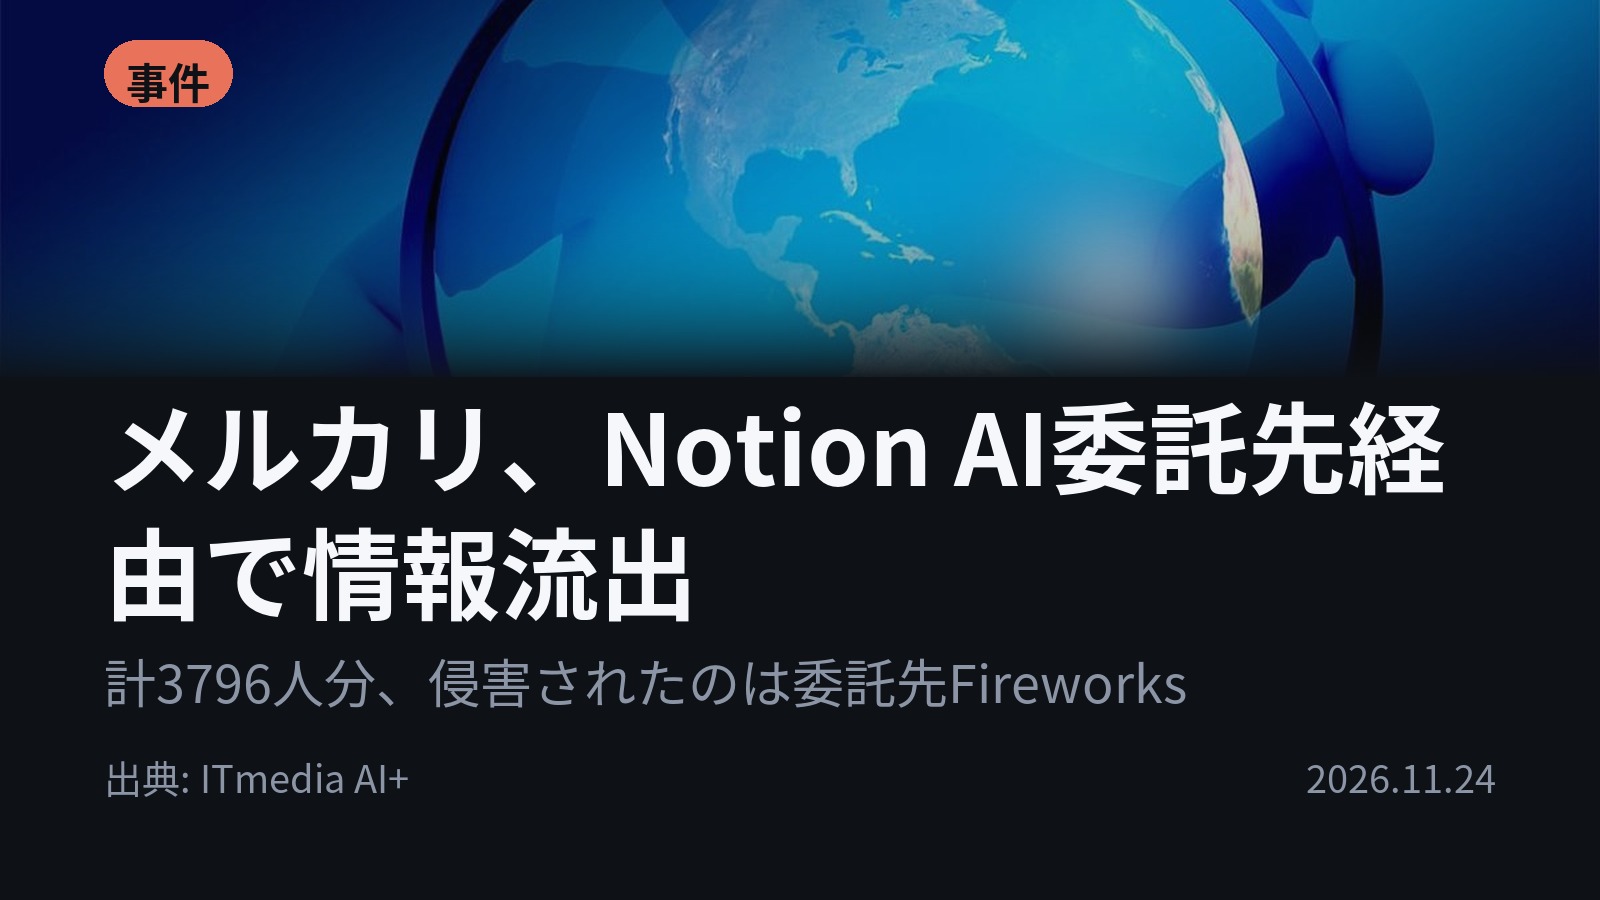 事件
メルカリ、Notion AI委託先経
由で情報流出
計3796人分、侵害されたのは委託先Fireworks
出典: ITmedia AI+
2026.11.24